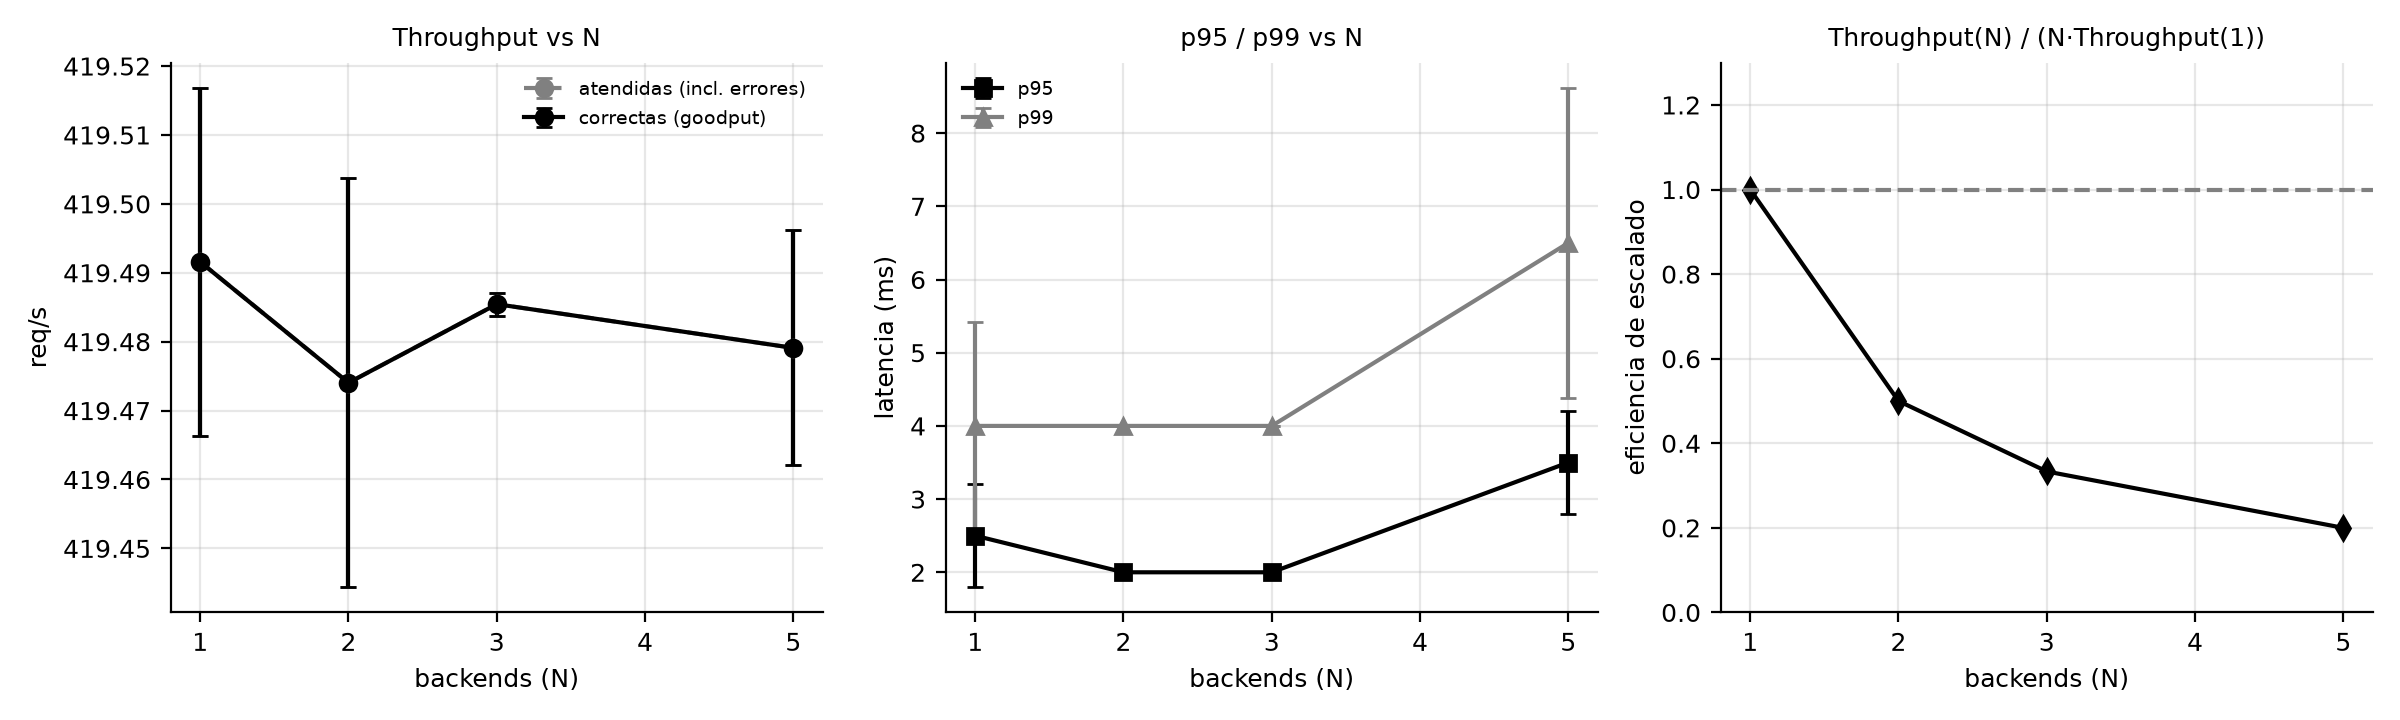 Throughput vs N
419.52
419.51
419.50
419.49
419.48
419.47
419.46
419.45
req/s
atendidas (incl. errores)
correctas (goodput)
1 2 3 4 5
backends (N)
p95 / p99 vs N
8
7
6
5
4
3
2
latencia (ms)
p95
p99
1 2 3 4 5
backends (N)
Throughput(N) / (N·Throughput(1))
1.2
1.0
0.8
0.6
0.4
0.2
0.0
eficiencia de escalado
1 2 3 4 5
backends (N)